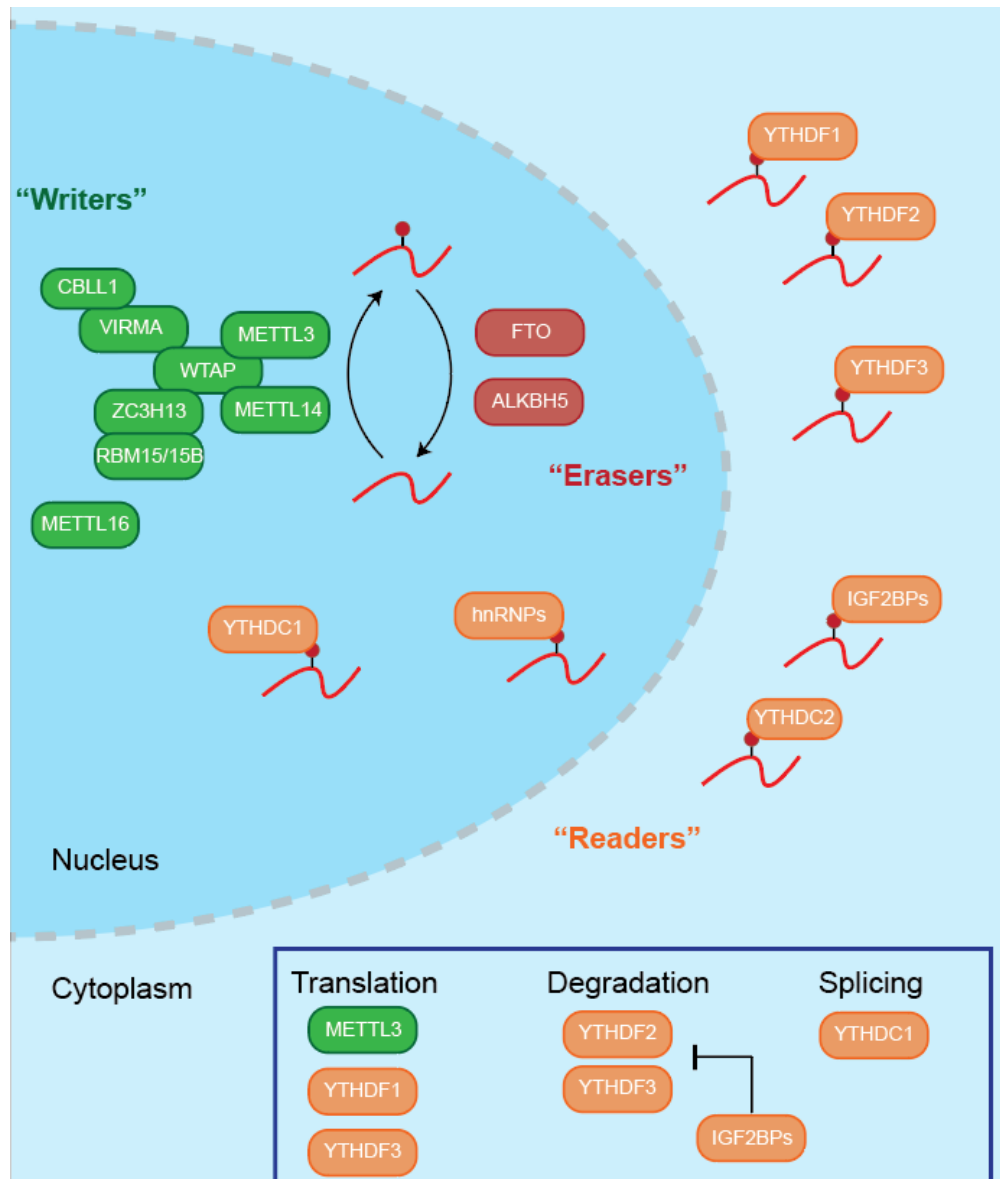 YTHDF1
“Writers”
YTHDF2
CBLL1
VIRMA
METTL3
FTO
WTAP
YTHDF3
ZC3H13
METTL14
ALKBH5
RBM15/15B
“Erasers”
METTL16
IGF2BPs
YTHDC1
hnRNPs
YTHDC2
“Readers”
Nucleus
Cytoplasm
Translation
Degradation
Splicing
METTL3
YTHDF2
YTHDC1
YTHDF1
YTHDF3
YTHDF3
IGF2BPs